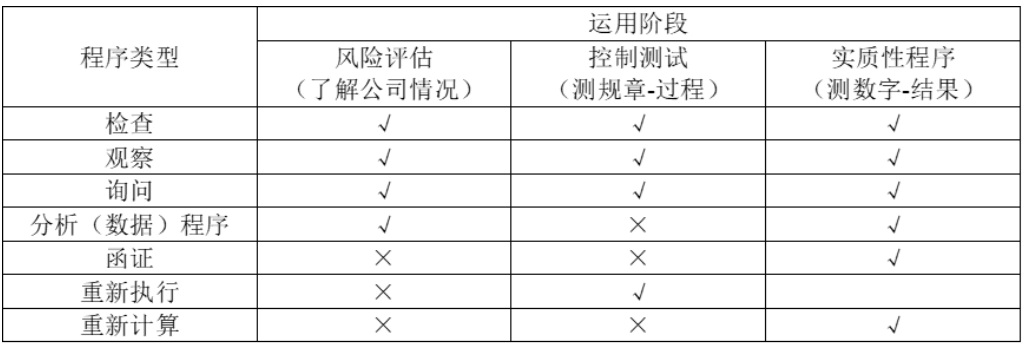 程序类型
运用阶段
风险评估
（了解公司情况）
控制测试
（测规章-过程）
实质性程序
（测数字-结果）
检查 √ √ √
观察 √ √ √
询问 √ √ √
分析（数据）程序 √ × √
函证 × × √
重新执行 × √
重新计算 × × √